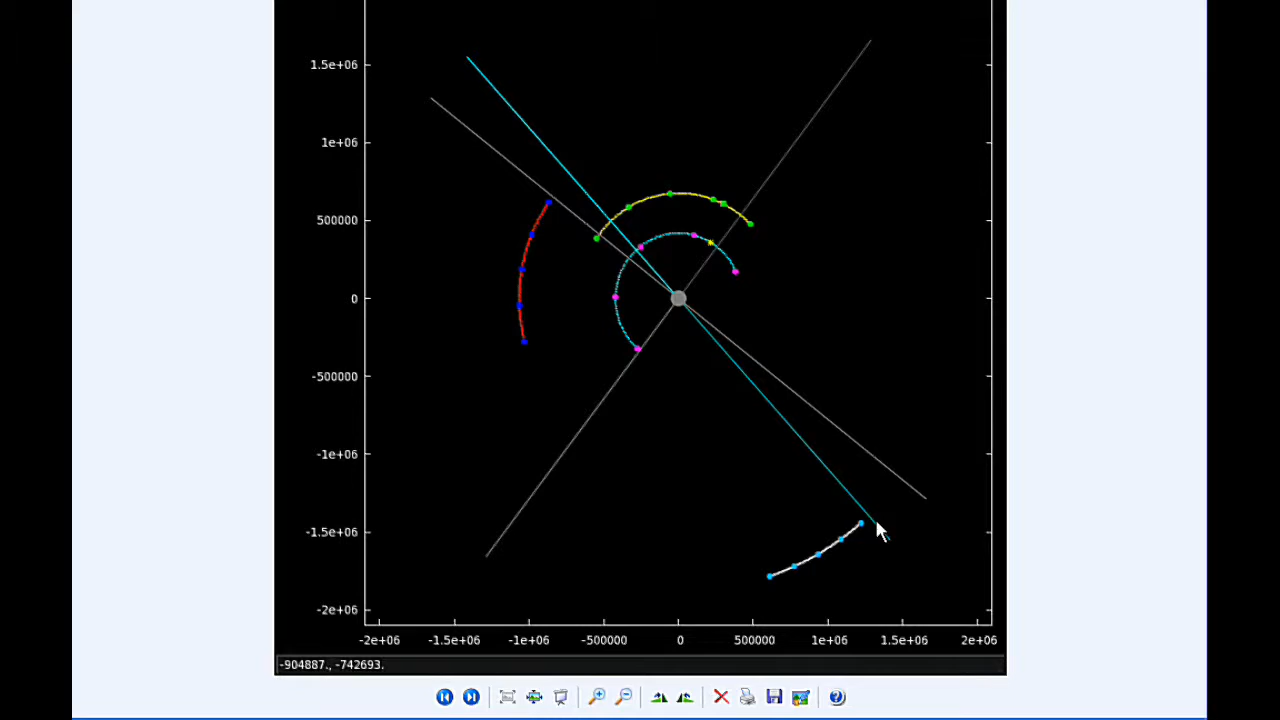 1.5e+06
1e+06
500000
0
-500000
-1e+06
-1.5e+06
-2e+06
-2e+06 -1.5e+06 -1e+06 -500000 0 500000 1e+06 1.5e+06 2e+06
-904887., -742693.